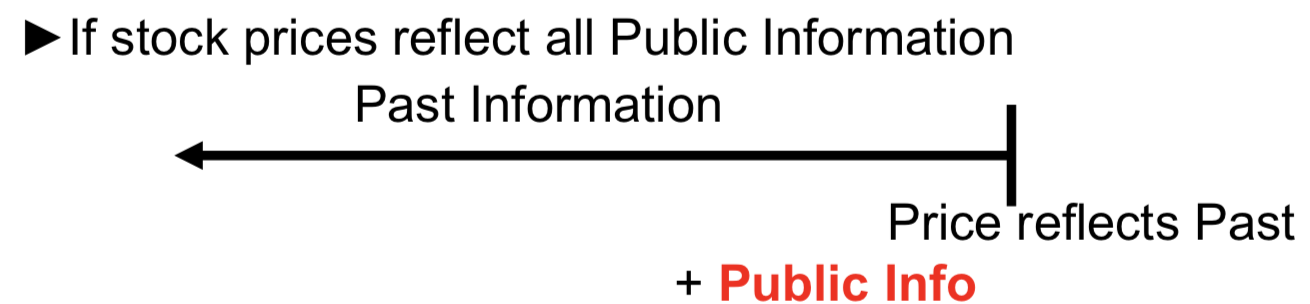 ►If stock prices reflect all Public Information
Past Information
Price reflects Past
+ Public Info